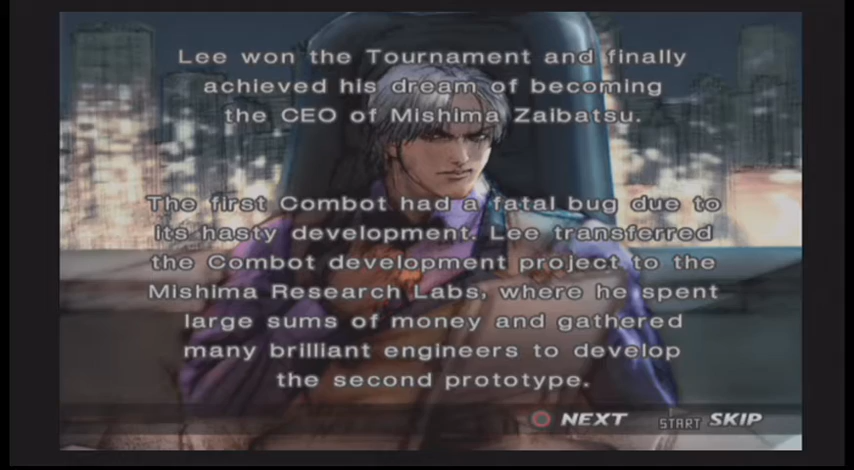 Lee won the Tournament and finally
achieved his dream of becoming
the CEO of Mishima Zaibatsu.
The first Combot had a fatal bug due to
its hasty development. Lee transferred
the Combot development project to the
Mishima Research Labs, where he spent
large sums of money and gathered
many brilliant engineers to develop
the second prototype.
NEXT START SKIP